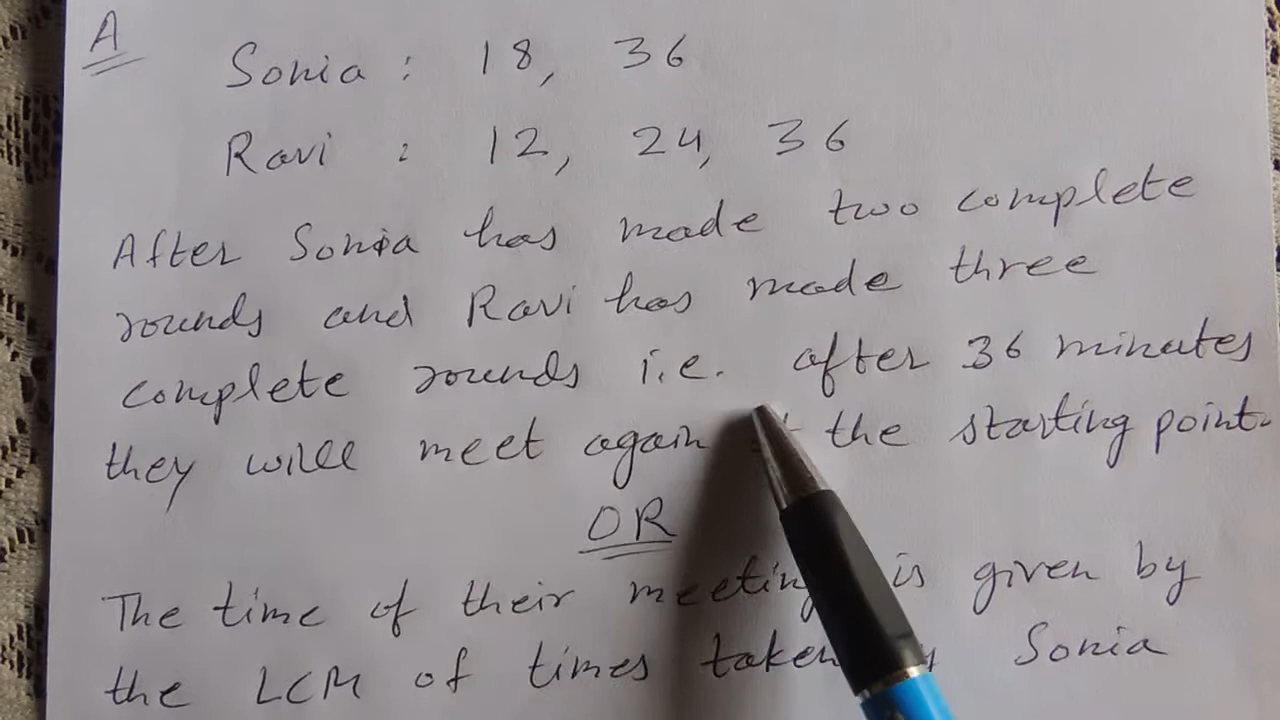 A
Sonia : 18, 36
Ravi : 12, 24, 36
After Sonia has made two complete
rounds and Ravi has made three
complete rounds i.e. after 36 minutes
they will meet again the starting point.
OR
The time of their meeting is given by
the LCM of times taken Sonia